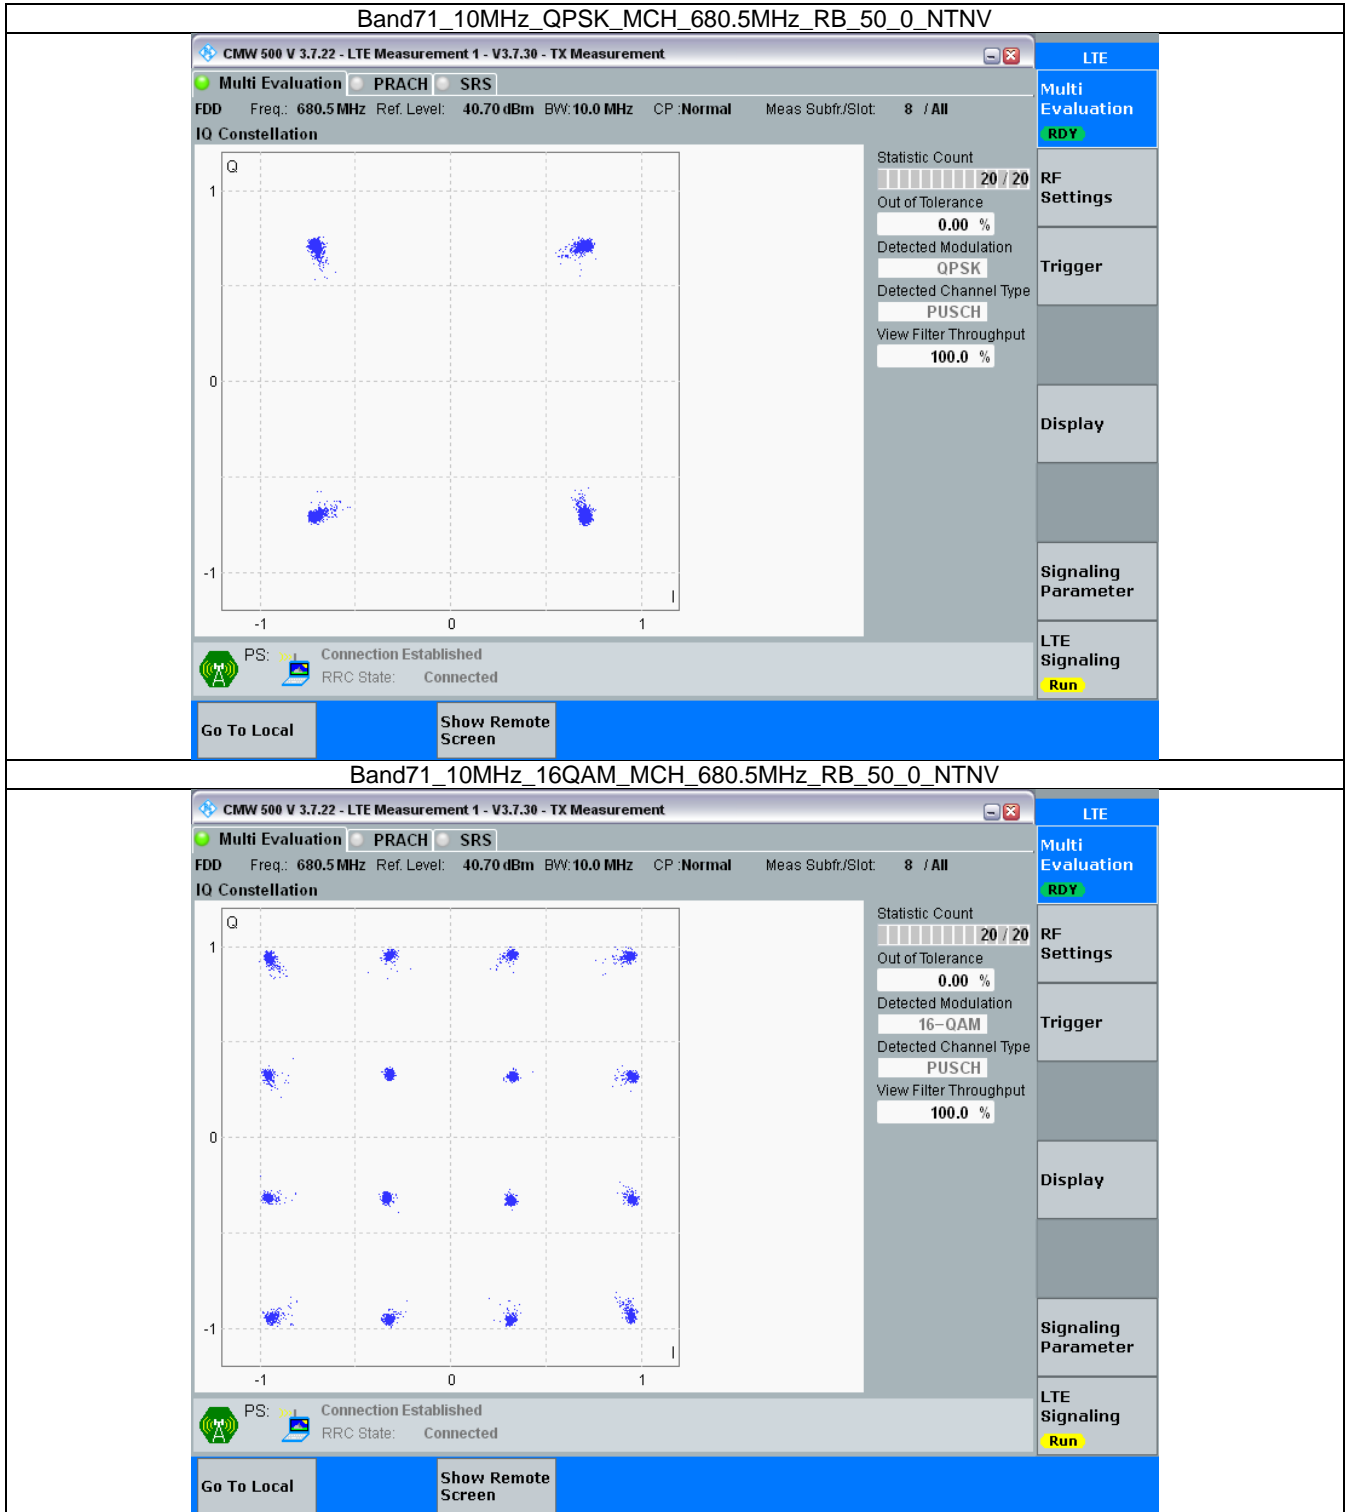 Band71_10MHz_QPSK_MCH_680.5MHz_RB_50_0_NTNV
CMW 500 V 3.7.22 - LTE Measurement 1 - V3.7.30 - TX Measurement
LTE
Multi Evaluation PRACH SRS
FDD Freq.: 680.5 MHz Ref. Level: 40.70 dBm BW: 10.0 MHz CP : Normal Meas Subfr./Slot: 8 / All
IQ Constellation
Multi
Evaluation
RDY
Q
1
0
-1
I
-1 0 1
Statistic Count
20 / 20
Out of Tolerance
0.00 %
Detected Modulation
QPSK
Detected Channel Type
PUSCH
View Filter Throughput
100.0 %
RF
Settings
Trigger
Display
Signaling
Parameter
LTE
Signaling
Run
PS: Connection Established
RRC State: Connected
Go To Local
Show Remote
Screen
Band71_10MHz_16QAM_MCH_680.5MHz_RB_50_0_NTNV
CMW 500 V 3.7.22 - LTE Measurement 1 - V3.7.30 - TX Measurement
LTE
Multi Evaluation PRACH SRS
FDD Freq.: 680.5 MHz Ref. Level: 40.70 dBm BW: 10.0 MHz CP : Normal Meas Subfr./Slot: 8 / All
IQ Constellation
Multi
Evaluation
RDY
Q
1
0
-1
I
-1 0 1
Statistic Count
20 / 20
Out of Tolerance
0.00 %
Detected Modulation
16-QAM
Detected Channel Type
PUSCH
View Filter Throughput
100.0 %
RF
Settings
Trigger
Display
Signaling
Parameter
LTE
Signaling
Run
PS: Connection Established
RRC State: Connected
Go To Local
Show Remote
Screen